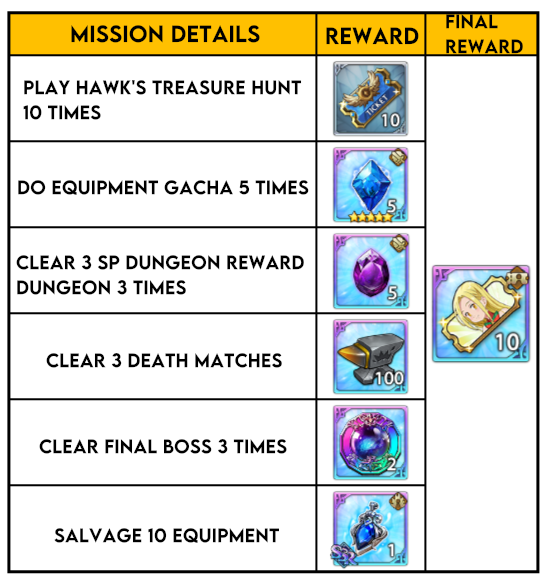 MISSION DETAILS
REWARD
FINAL
REWARD
PLAY HAWK'S TREASURE HUNT
10 TIMES
TICKET
10
DO EQUIPMENT GACHA 5 TIMES
5
CLEAR 3 SP DUNGEON REWARD
DUNGEON 3 TIMES
5
10
CLEAR 3 DEATH MATCHES
100
CLEAR FINAL BOSS 3 TIMES
2
SALVAGE 10 EQUIPMENT
1